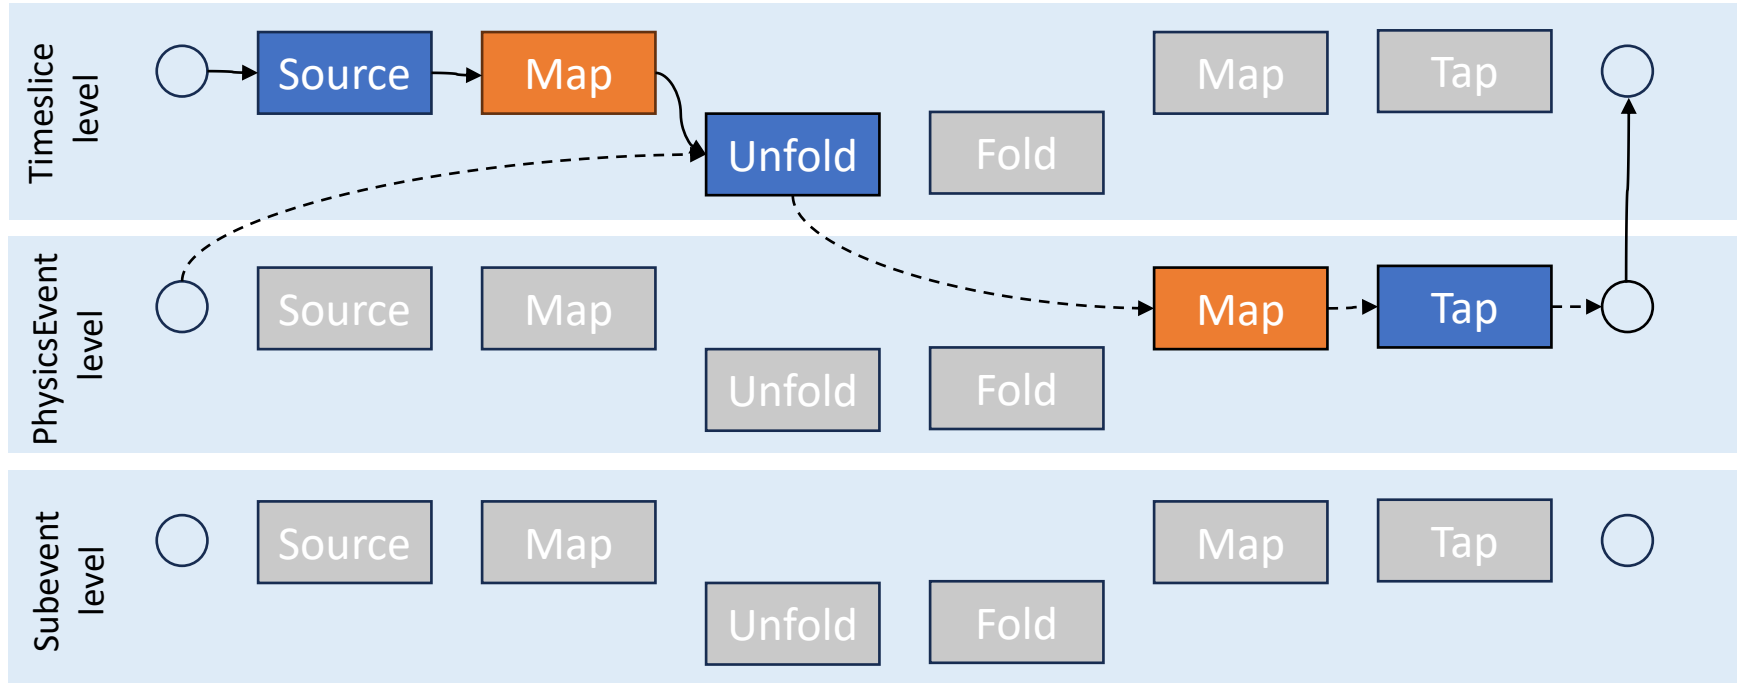 Timeslice
level
Source
Map
Unfold
Fold
Map
Tap
PhysicsEvent
level
Source
Map
Unfold
Fold
Map
Tap
Subevent
level
Source
Map
Unfold
Fold
Map
Tap